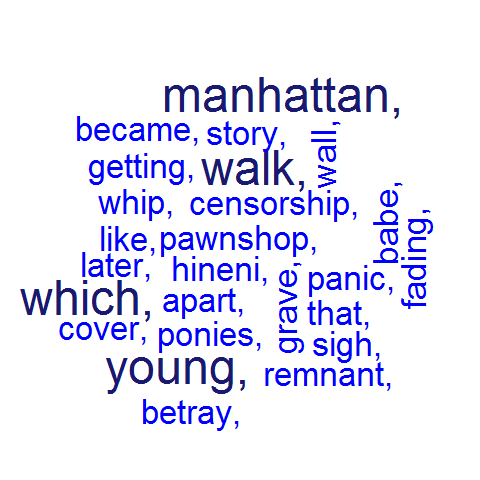 manhattan,
became, story,
wall,
getting, walk,
whip, censorship,
babe,
fading,
like, pawnshop,
later, hineni,
grave,
panic,
which, apart,
that,
cover, ponies,
sigh,
young, remnant,
betray,